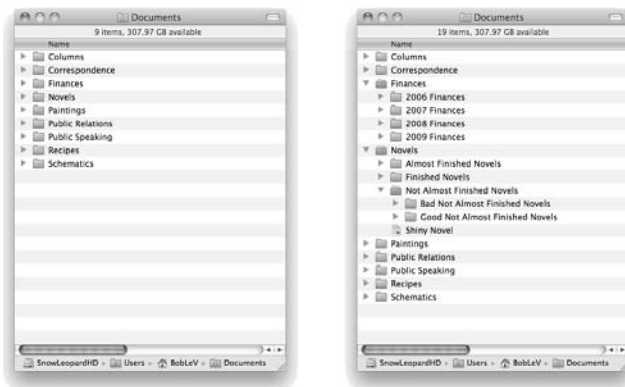 Documents
9 items, 307.97 GB available
Name
Columns
Correspondence
Finances
Novels
Paintings
Public Relations
Public Speaking
Recipes
Schematics
SnowLeopardHD Users BobLeV Documents
Documents
19 items, 307.97 GB available
Name
Columns
Correspondence
Finances
2006 Finances
2007 Finances
2008 Finances
2009 Finances
Novels
Almost Finished Novels
Finished Novels
Not Almost Finished Novels
Bad Not Almost Finished Novels
Good Not Almost Finished Novels
Shiny Novel
Paintings
Public Relations
Public Speaking
Recipes
Schematics
SnowLeopardHD Users BobLeV Documents